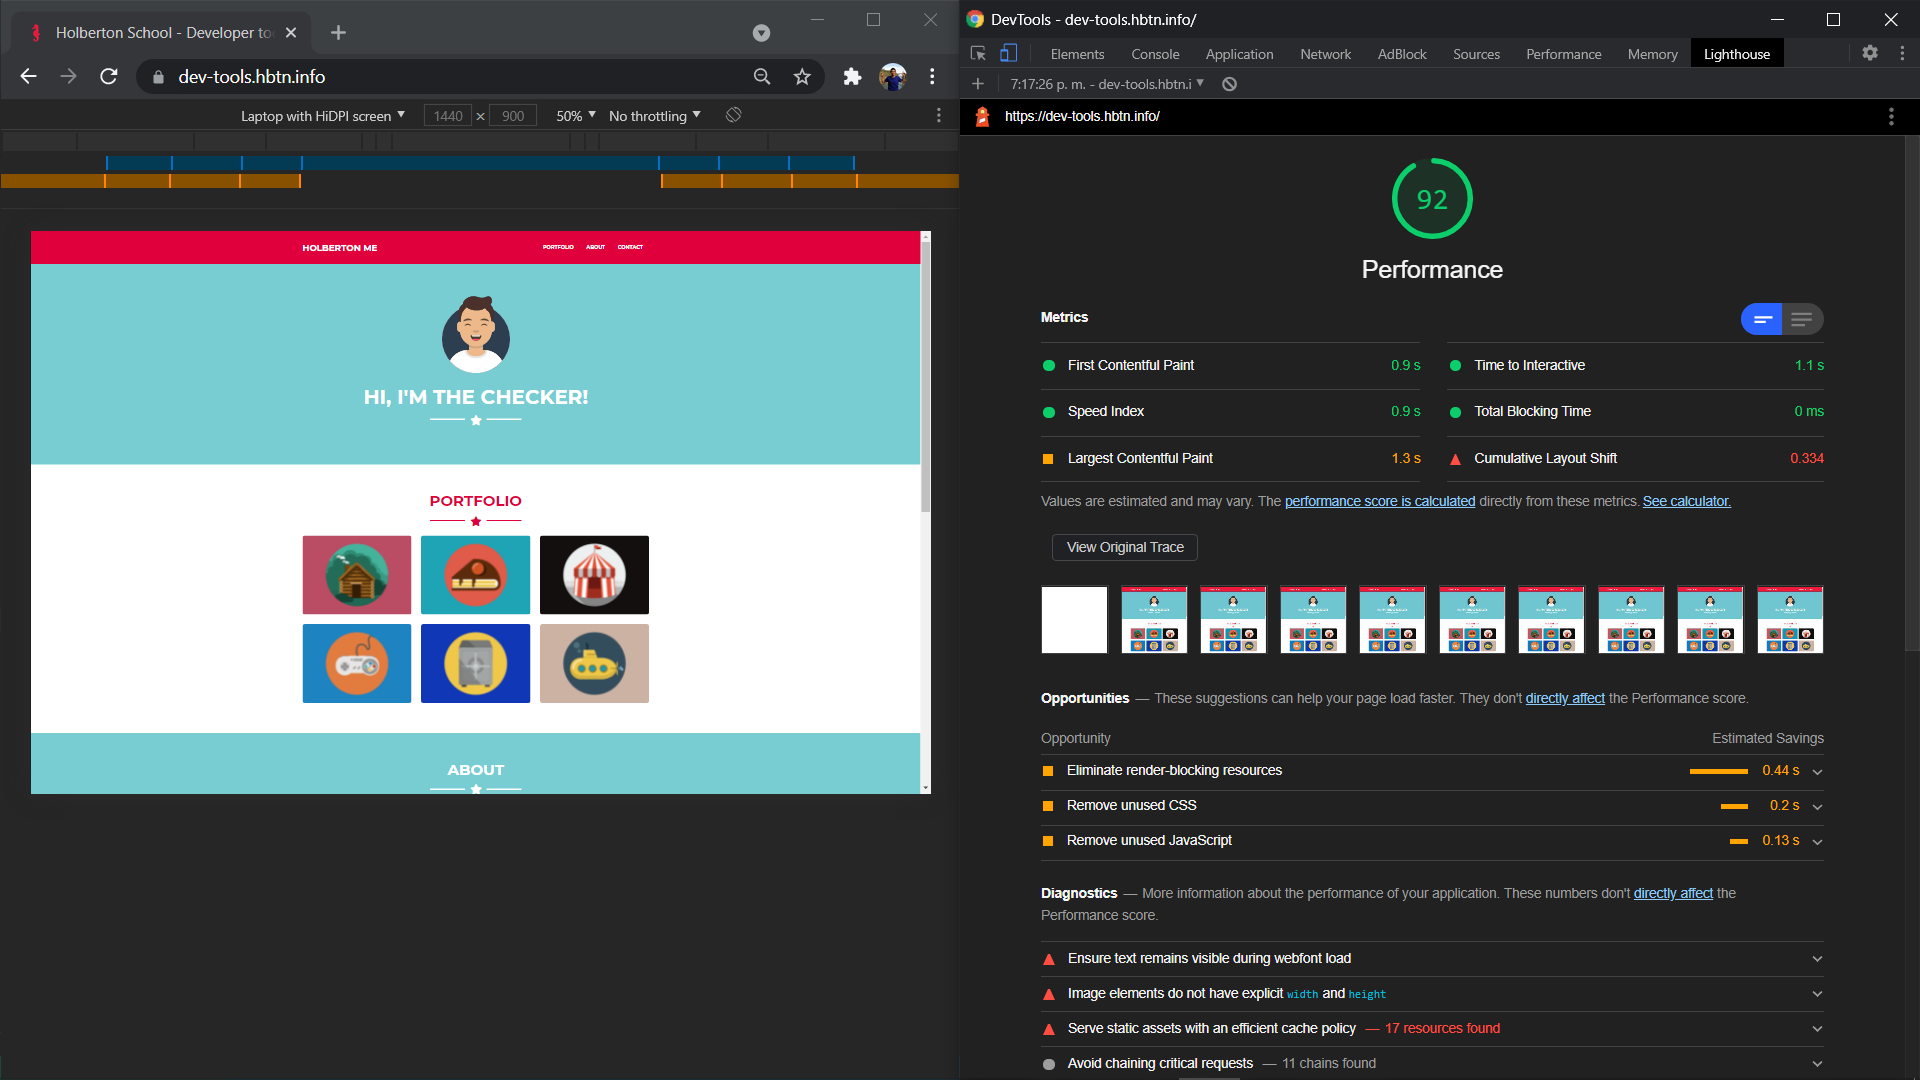 Holberton School - Developer to
dev-tools.hbtn.info
Laptop with HiDPI screen 1440 × 900 50% No throttling
HOLBERTON ME PORTFOLIO ABOUT CONTACT
HI, I'M THE CHECKER!
PORTFOLIO
ABOUT
DevTools - dev-tools.hbtn.info/
Elements Console Application Network AdBlock Sources Performance Memory Lighthouse
7:17:26 p. m. - dev-tools.hbtn.i
https://dev-tools.hbtn.info/
92
Performance
Metrics
First Contentful Paint 0.9 s Time to Interactive 1.1 s
Speed Index 0.9 s Total Blocking Time 0 ms
Largest Contentful Paint 1.3 s Cumulative Layout Shift 0.334
Values are estimated and may vary. The performance score is calculated directly from these metrics. See calculator.
View Original Trace
Opportunities — These suggestions can help your page load faster. They don't directly affect the Performance score.
Opportunity Estimated Savings
Eliminate render-blocking resources 0.44 s
Remove unused CSS 0.2 s
Remove unused JavaScript 0.13 s
Diagnostics — More information about the performance of your application. These numbers don't directly affect the
Performance score.
Ensure text remains visible during webfont load
Image elements do not have explicit width and height
Serve static assets with an efficient cache policy — 17 resources found
Avoid chaining critical requests — 11 chains found